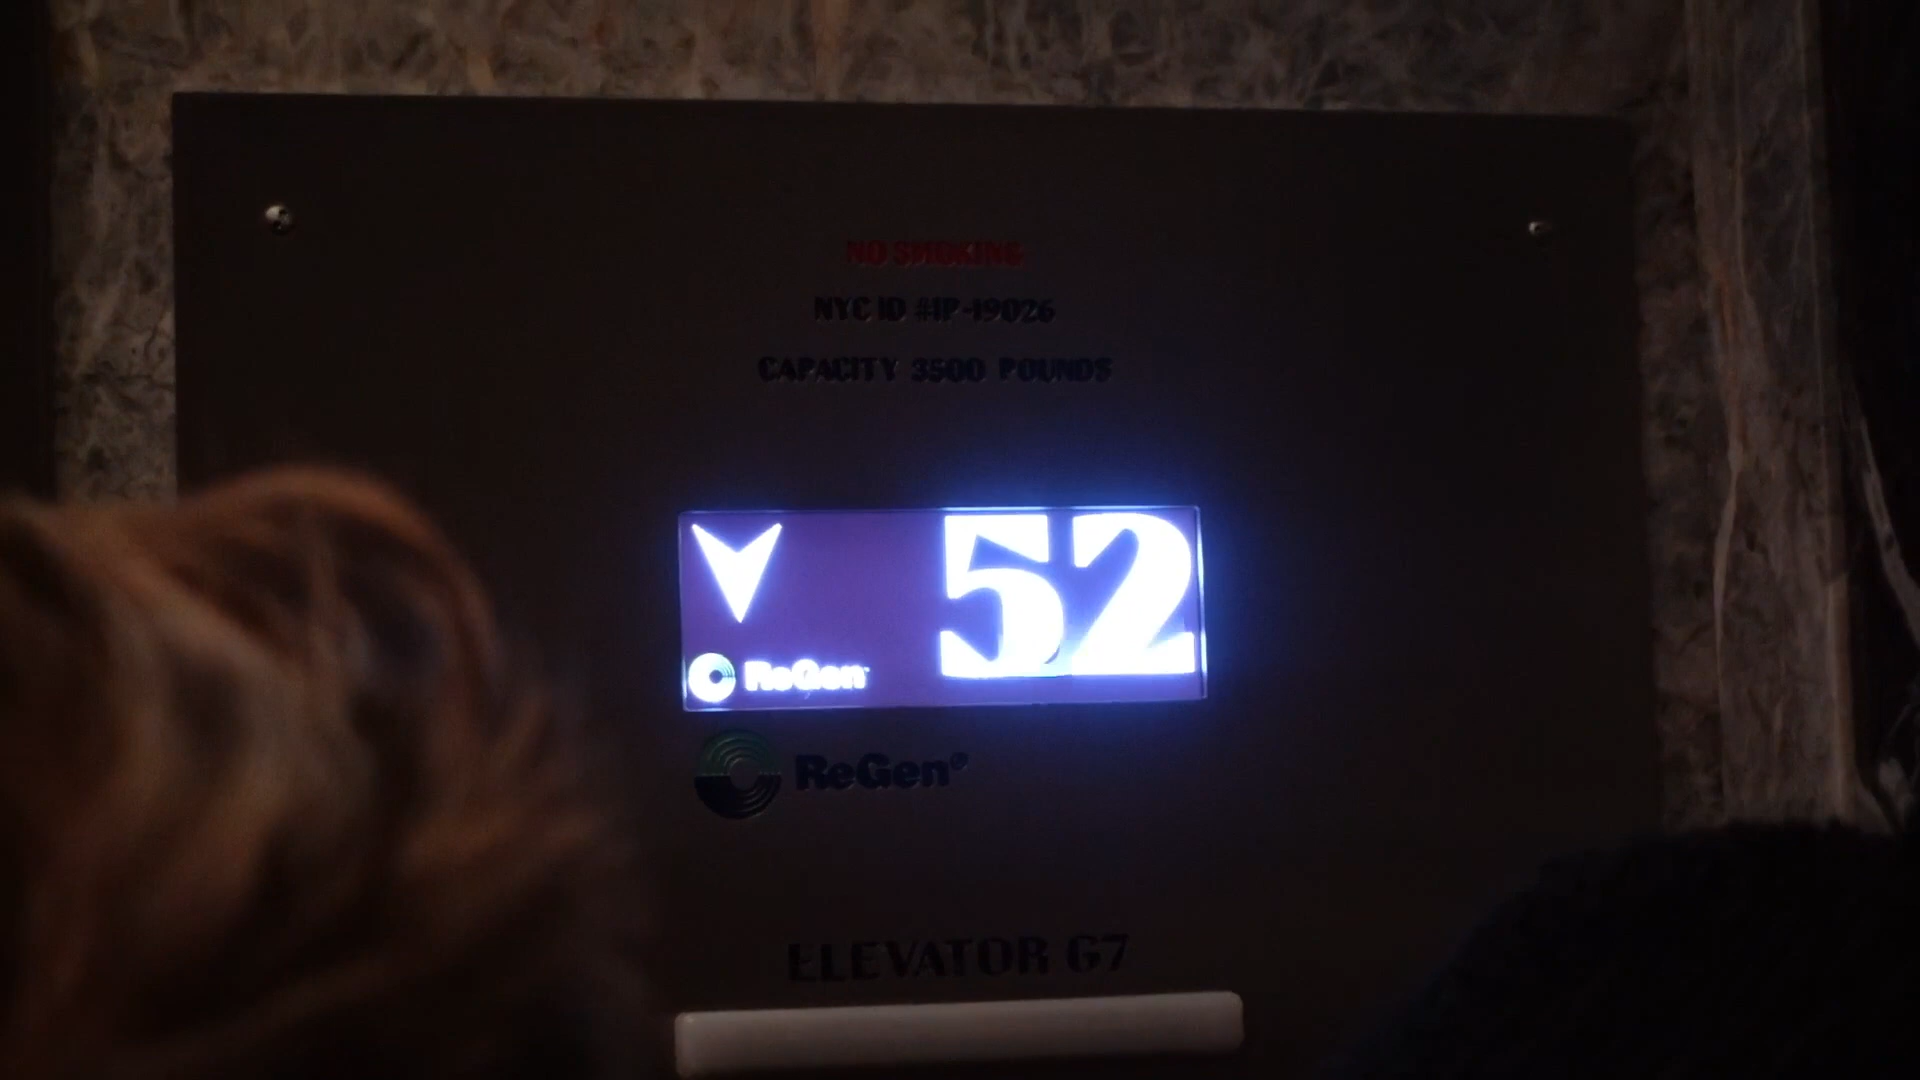 NO SMOKING
NYC ID #1P-19026
CAPACITY 3500 POUNDS
52
ReGen
ReGen®
ELEVATOR G7